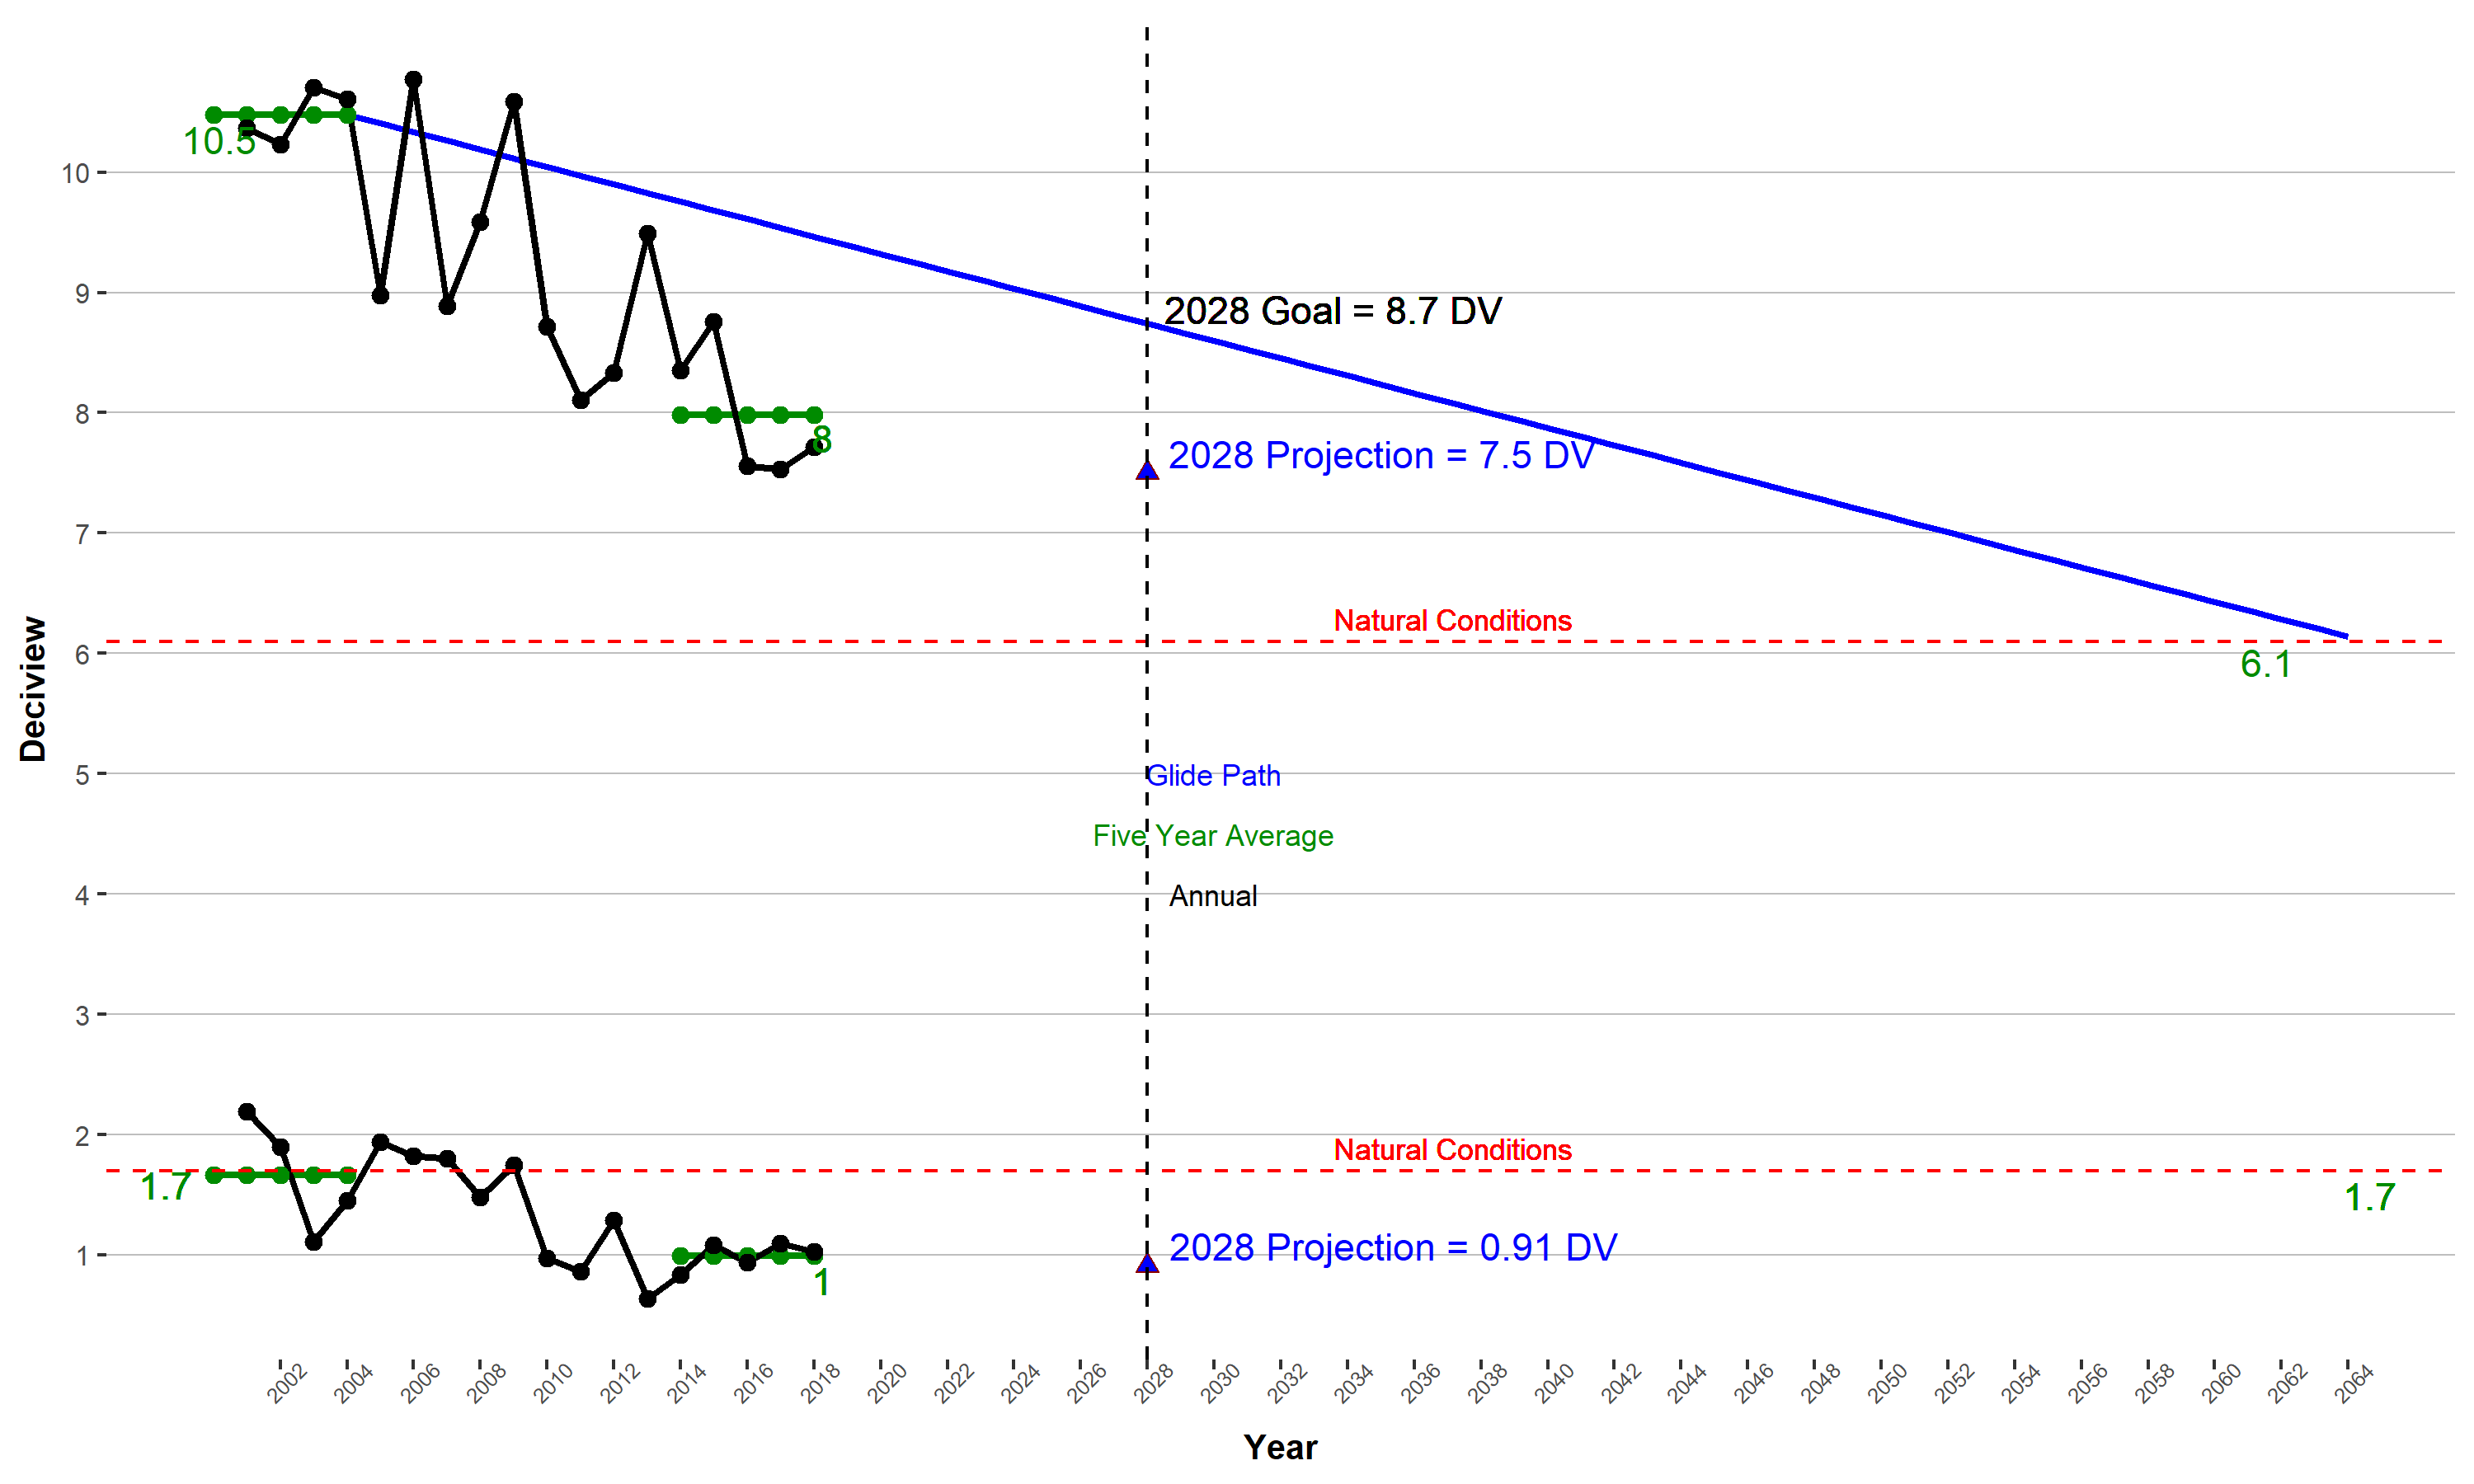 10.5
10
9
2028 Goal = 8.7 DV
8
8
2028 Projection = 7.5 DV
7
Natural Conditions
6
6.1
Deciview
5
Glide Path
Five Year Average
4
Annual
3
2
Natural Conditions
1.7
1.7
1
2028 Projection = 0.91 DV
1
2002 2004 2006 2008 2010 2012 2014 2016 2018 2020 2022 2024 2026 2028 2030 2032 2034 2036 2038 2040 2042 2044 2046 2048 2050 2052 2054 2056 2058 2060 2062 2064
Year